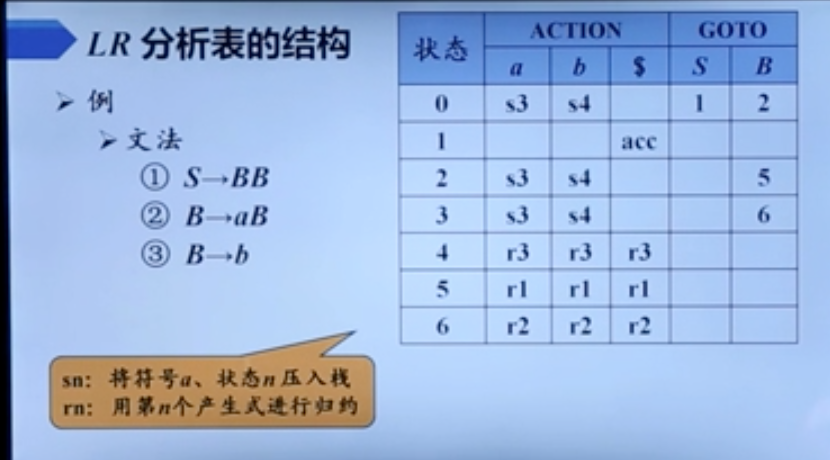 LR 分析表的结构
➢ 例
➢ 文法
① S→BB
② B→aB
③ B→b
状态 ACTION GOTO
a b $ S B
0 s3 s4 1 2
1 acc
2 s3 s4 5
3 s3 s4 6
4 r3 r3 r3
5 r1 r1 r1
6 r2 r2 r2
sn: 将符号a、状态n压入栈
rn: 用第n个产生式进行归约